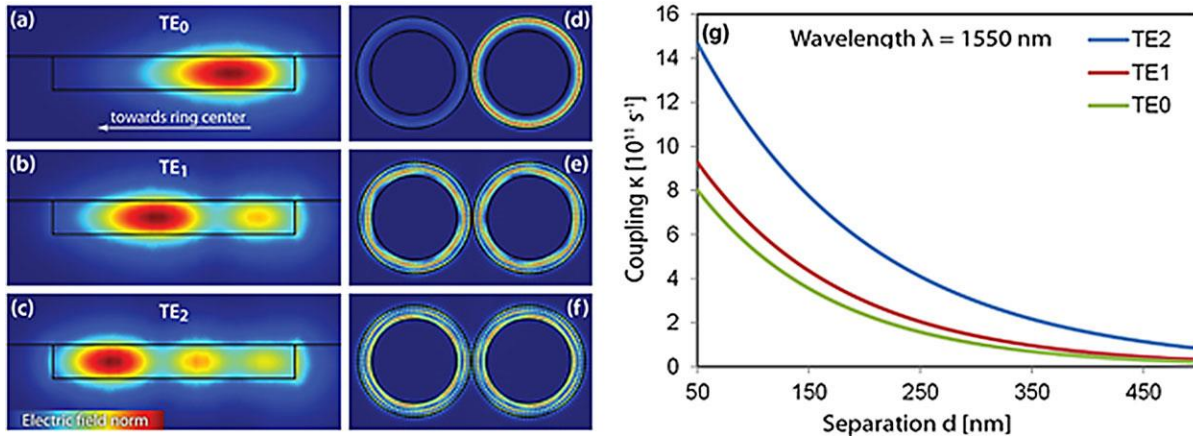 (a)
TE0
towards ring center
(b)
TE1
(c)
TE2
Electric field norm
(d)
(e)
(f)
(g)
Wavelength λ = 1550 nm
TE2
TE1
TE0
Coupling κ [10¹¹ s⁻¹]
16
14
12
10
8
6
4
2
0
50
150
250
350
450
Separation d [nm]